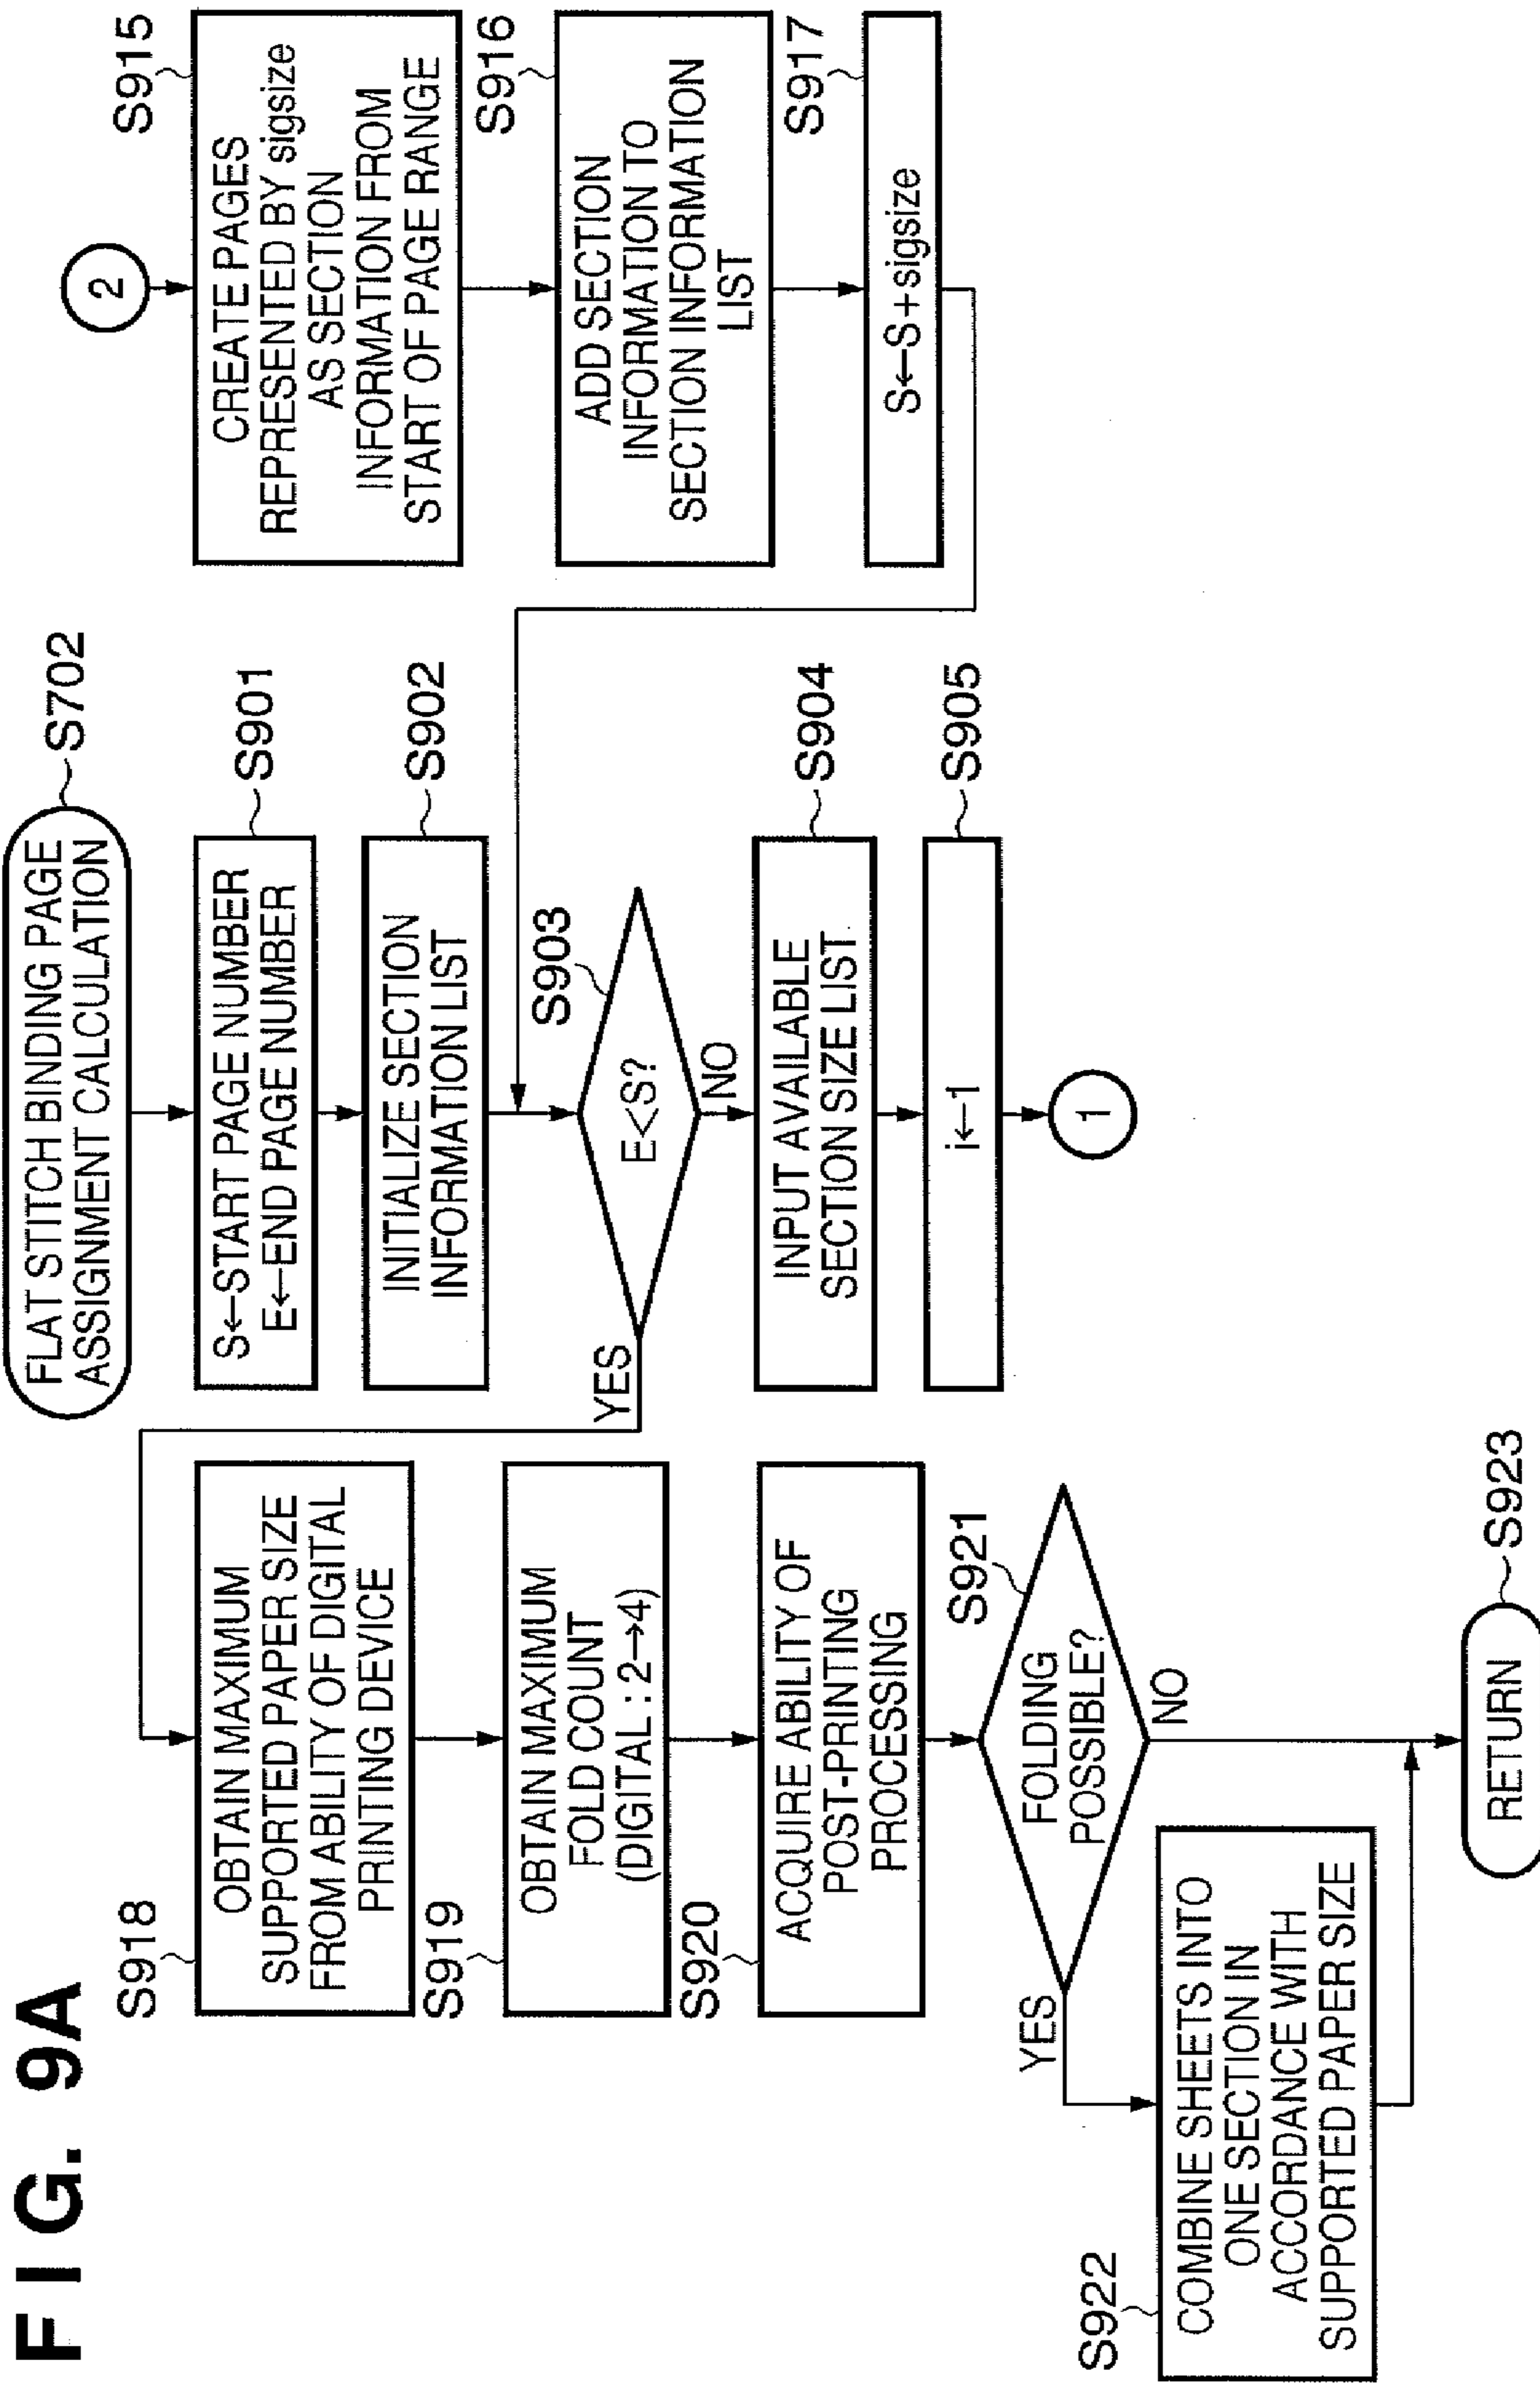 FIG. 9A
FLAT STITCH BINDING PAGE
ASSIGNMENT CALCULATION
S702
S←START PAGE NUMBER
E←END PAGE NUMBER
S901
INITIALIZE SECTION
INFORMATION LIST
S902
E<S?
S903
YES
NO
INPUT AVAILABLE
SECTION SIZE LIST
S904
i←1
S905
1
2
CREATE PAGES
REPRESENTED BY sigsize
AS SECTION
INFORMATION FROM
START OF PAGE RANGE
S915
ADD SECTION
INFORMATION TO
SECTION INFORMATION
LIST
S916
S←S+sigsize
S917
S918
OBTAIN MAXIMUM
SUPPORTED PAPER SIZE
FROM ABILITY OF DIGITAL
PRINTING DEVICE
S919
OBTAIN MAXIMUM
FOLD COUNT
(DIGITAL : 2→4)
S920
ACQUIRE ABILITY OF
POST-PRINTING
PROCESSING
S921
FOLDING
POSSIBLE?
YES
NO
S922
COMBINE SHEETS INTO
ONE SECTION IN
ACCORDANCE WITH
SUPPORTED PAPER SIZE
RETURN
S923